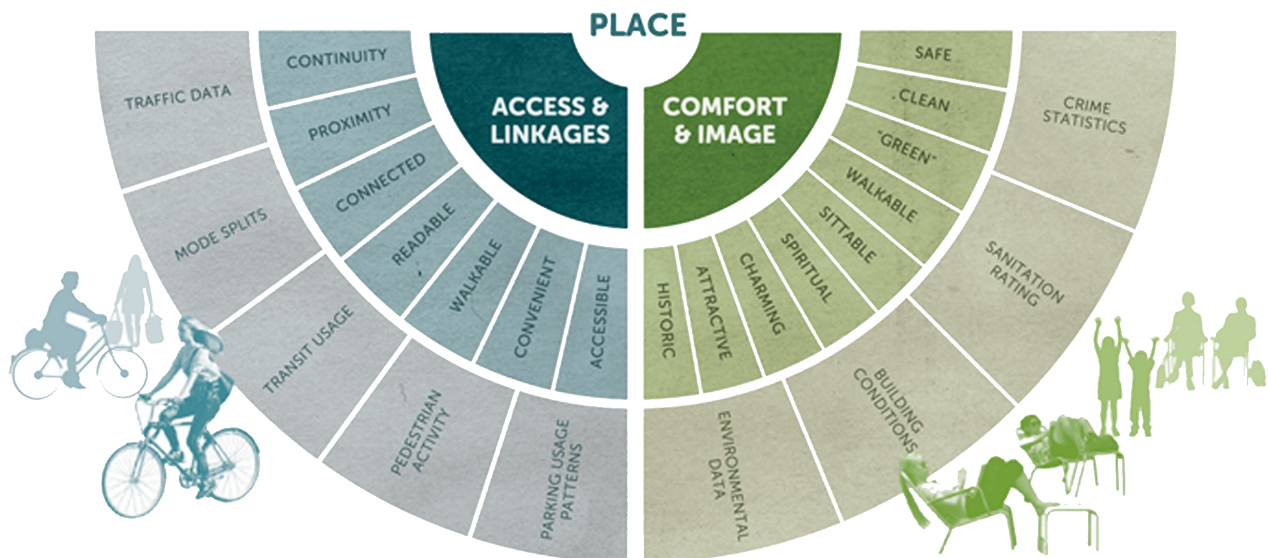 PLACE
ACCESS &
LINKAGES
COMFORT
& IMAGE
CONTINUITY
PROXIMITY
CONNECTED
READABLE
WALKABLE
CONVENIENT
ACCESSIBLE
TRAFFIC DATA
MODE SPLITS
TRANSIT USAGE
PEDESTRIAN
ACTIVITY
PARKING USAGE
PATTERNS
SAFE
CLEAN
"GREEN"
WALKABLE
SITTABLE
SPIRITUAL
CHARMING
ATTRACTIVE
HISTORIC
CRIME
STATISTICS
SANITATION
RATING
BUILDING
CONDITIONS
ENVIRONMENTAL
DATA